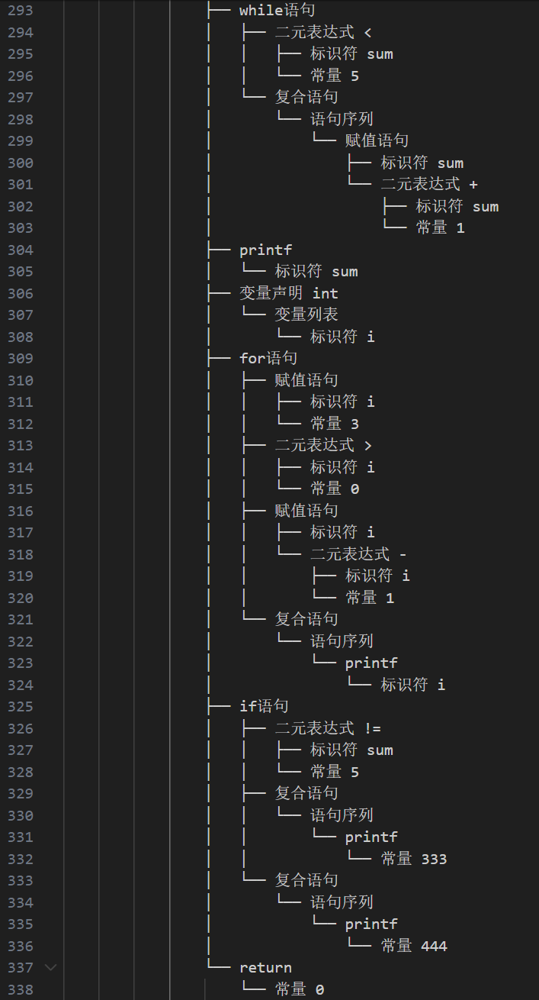 293 ├── while语句
294 │   ├── 二元表达式 <
295 │   │   ├── 标识符 sum
296 │   │   └── 常量 5
297 │   └── 复合语句
298 │       └── 语句序列
299 │           └── 赋值语句
300 │               ├── 标识符 sum
301 │               └── 二元表达式 +
302 │                   ├── 标识符 sum
303 │                   └── 常量 1
304 ├── printf
305 │   └── 标识符 sum
306 ├── 变量声明 int
307 │   └── 变量列表
308 │       └── 标识符 i
309 ├── for语句
310 │   ├── 赋值语句
311 │   │   ├── 标识符 i
312 │   │   └── 常量 3
313 │   ├── 二元表达式 >
314 │   │   ├── 标识符 i
315 │   │   └── 常量 0
316 │   ├── 赋值语句
317 │   │   ├── 标识符 i
318 │   │   └── 二元表达式 -
319 │   │       ├── 标识符 i
320 │   │       └── 常量 1
321 │   └── 复合语句
322 │       └── 语句序列
323 │           └── printf
324 │               └── 标识符 i
325 ├── if语句
326 │   ├── 二元表达式 !=
327 │   │   ├── 标识符 sum
328 │   │   └── 常量 5
329 │   ├── 复合语句
330 │   │   └── 语句序列
331 │   │       └── printf
332 │   │           └── 常量 333
333 │   └── 复合语句
334 │       └── 语句序列
335 │           └── printf
336 │               └── 常量 444
337 └── return
338     └── 常量 0